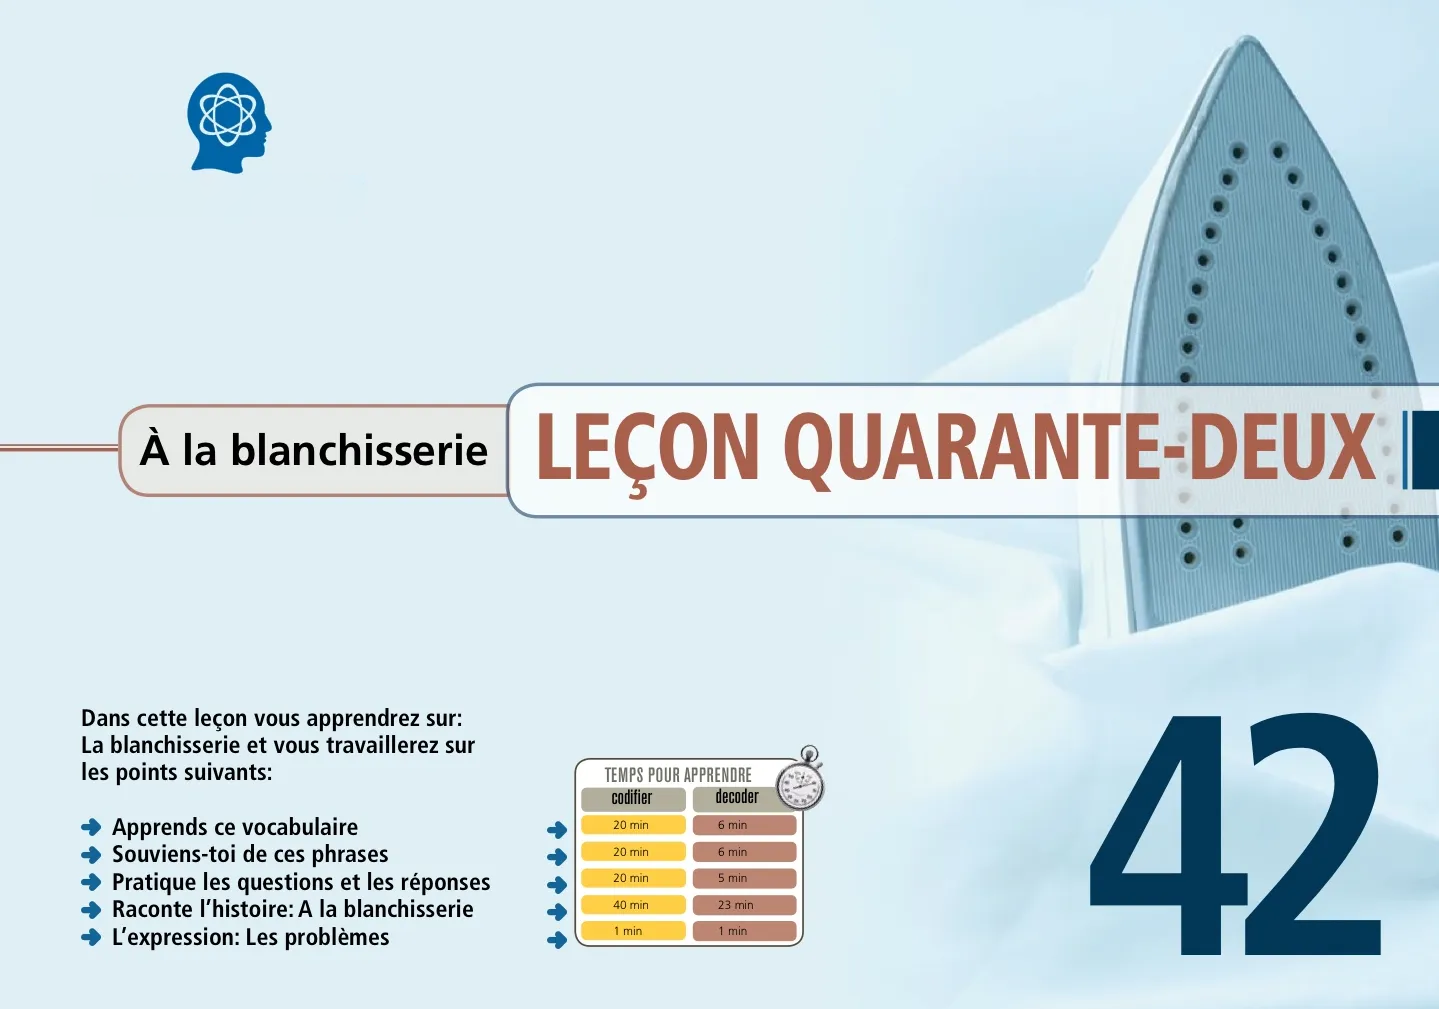 À la blanchisserie
LEÇON QUARANTE-DEUX
Dans cette leçon vous apprendrez sur:
La blanchisserie et vous travaillerez sur
les points suivants:
Apprends ce vocabulaire
Souviens-toi de ces phrases
Pratique les questions et les réponses
Raconte l'histoire: A la blanchisserie
L'expression: Les problèmes
TEMPS POUR APPRENDRE
codifier decoder
20 min 6 min
20 min 6 min
20 min 5 min
40 min 23 min
1 min 1 min
42